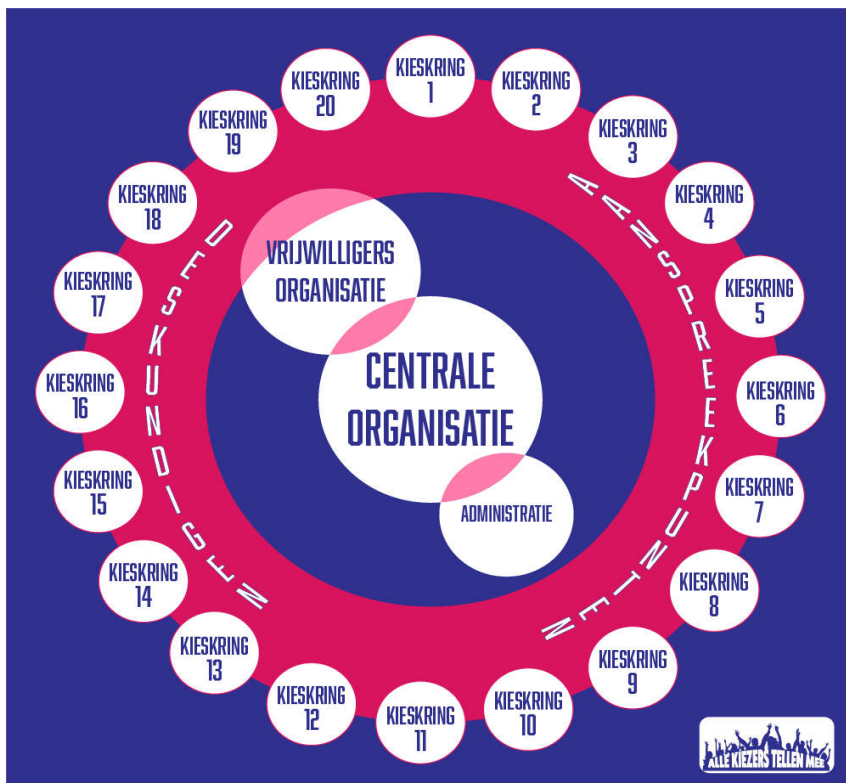 KIESKRING
1
KIESKRING
2
KIESKRING
3
KIESKRING
4
KIESKRING
5
KIESKRING
6
KIESKRING
7
KIESKRING
8
KIESKRING
9
KIESKRING
10
KIESKRING
11
KIESKRING
12
KIESKRING
13
KIESKRING
14
KIESKRING
15
KIESKRING
16
KIESKRING
17
KIESKRING
18
KIESKRING
19
KIESKRING
20
DESKUNDIGEN
AANSPREEKPUNTEN
VRIJWILLIGERS
ORGANISATIE
CENTRALE
ORGANISATIE
ADMINISTRATIE
ALLE KIEZERS TELLEN MEE